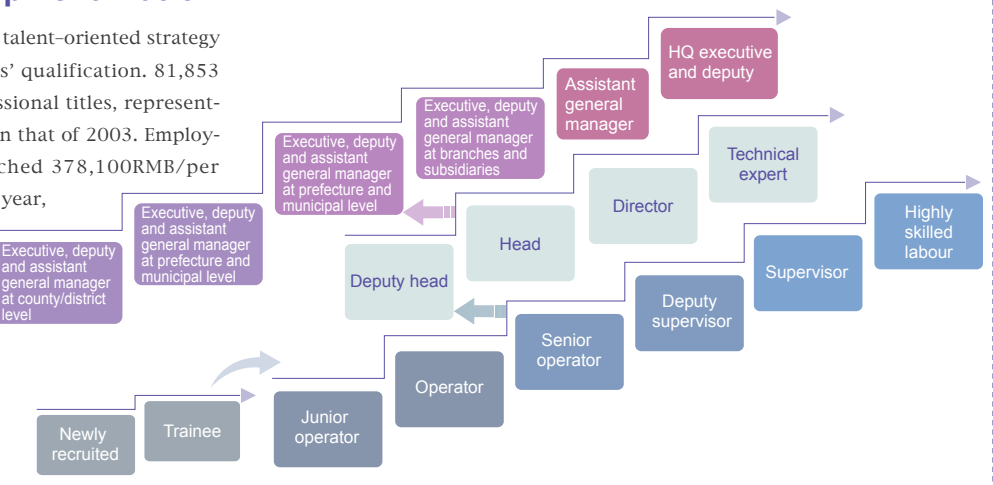 talent–oriented strategy
s' qualification. 81,853
ssional titles, represent-
n that of 2003. Employ-
ched 378,100RMB/per
year,
HQ executive
and deputy
Assistant
general
manager
Executive, deputy
and assistant
general manager
at branches and
subsidiaries
Executive, deputy
and assistant
general manager
at prefecture and
municipal level
Executive, deputy
and assistant
general manager
at prefecture and
municipal level
Executive, deputy
and assistant
general manager
at county/district
level
Technical
expert
Director
Head
Deputy head
Highly
skilled
labour
Supervisor
Deputy
supervisor
Senior
operator
Operator
Junior
operator
Trainee
Newly
recruited